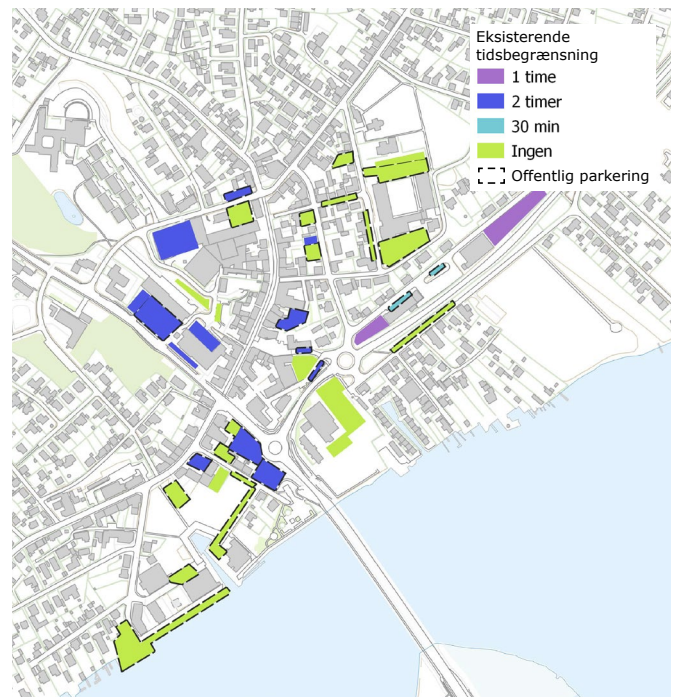 Eksisterende
tidsbegrænsning
1 time
2 timer
30 min
Ingen
Offentlig parkering